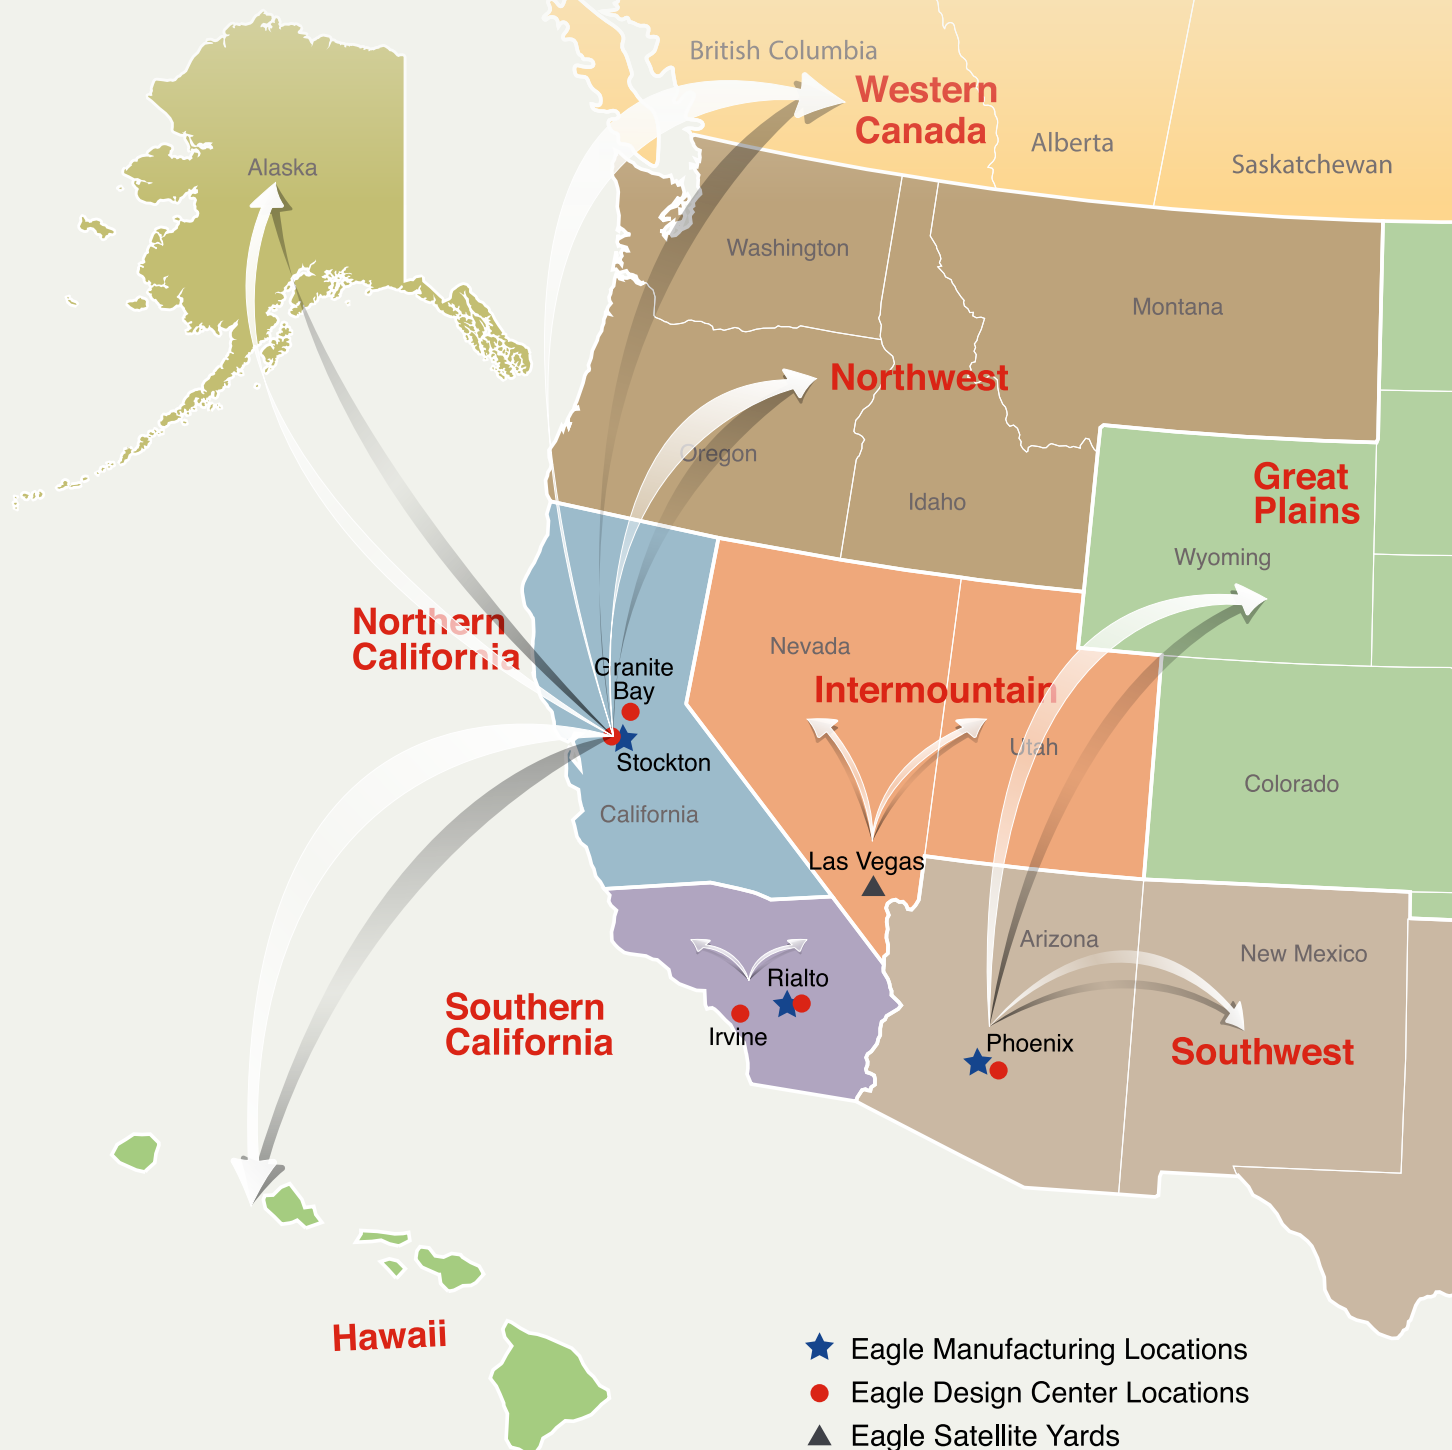 British Columbia
Western
Canada
Alberta
Saskatchewan
Alaska
Washington
Montana
Northwest
Oregon
Idaho
Great
Plains
Wyoming
Northern
California
Granite
Bay
Nevada
Intermountain
Utah
Stockton
Colorado
California
Las Vegas
Arizona
New Mexico
Rialto
Southern
California
Irvine
Phoenix
Southwest
Hawaii
Eagle Manufacturing Locations
Eagle Design Center Locations
Eagle Satellite Yards